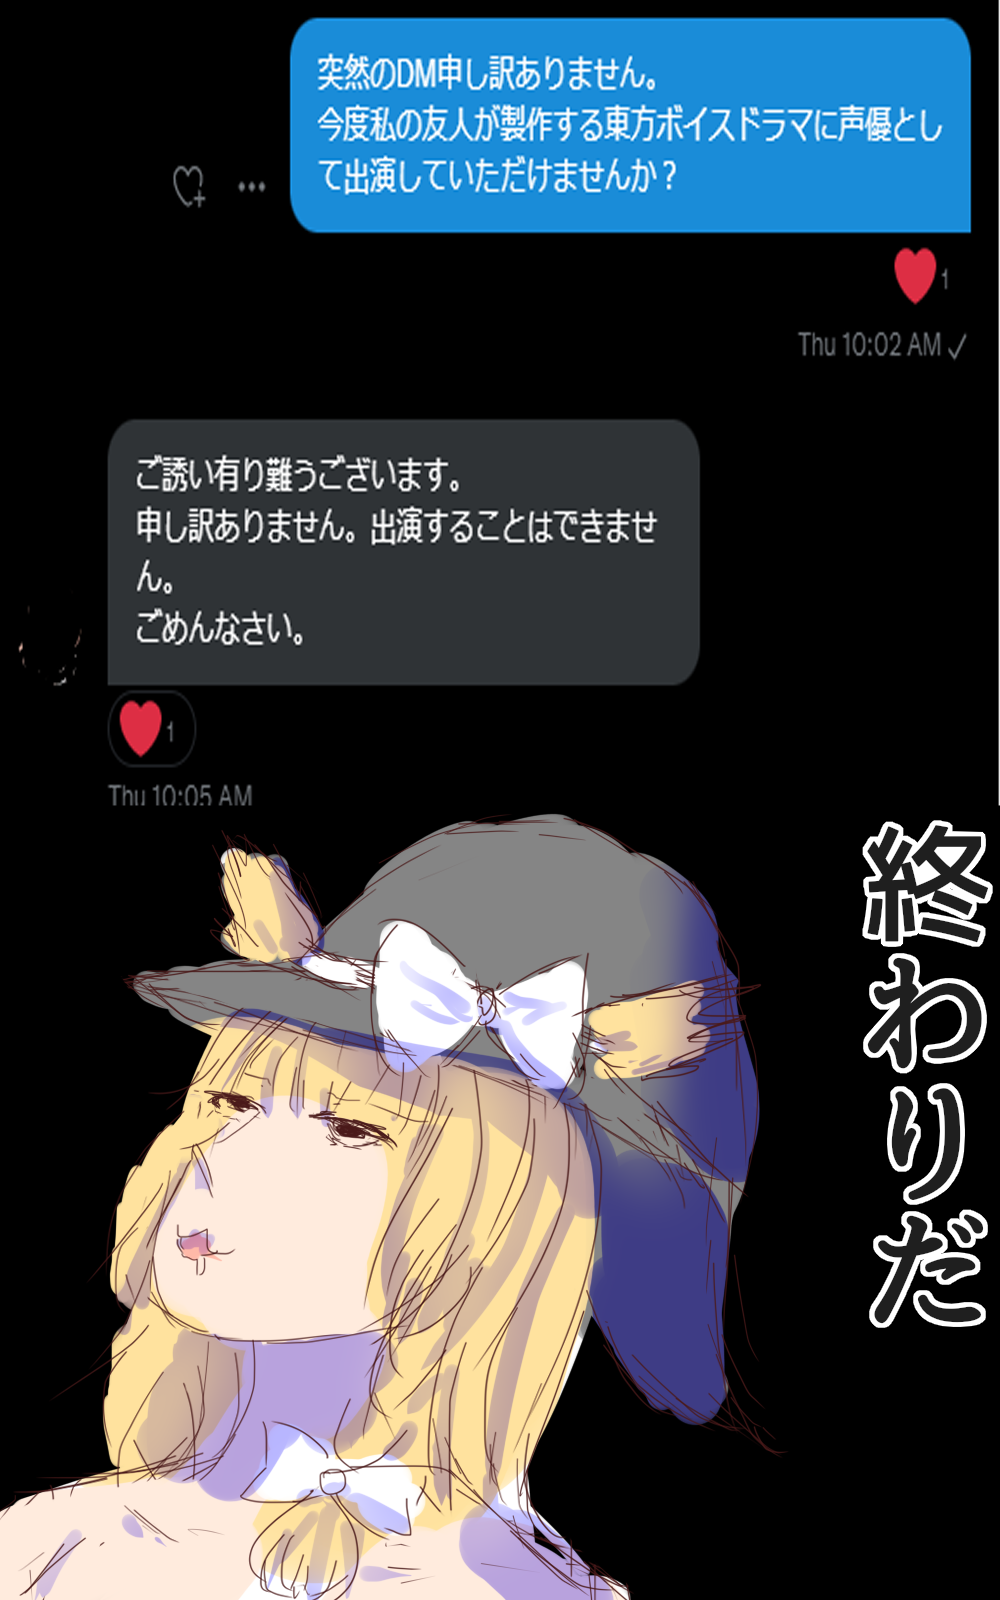 突然のDM申し訳ありません。
今度私の友人が製作する東方ボイスドラマに声優とし
て出演していただけませんか？
1
Thu 10:02 AM
ご誘い有り難うございます。
申し訳ありません。出演することはできませ
ん。
ごめんなさい。
1
Thu 10:05 AM
終わりだ